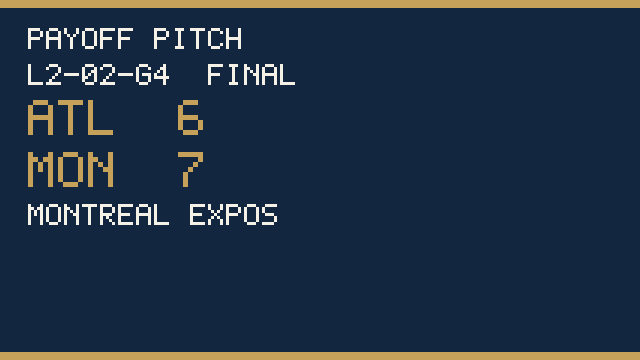 PAYOFF PITCH
L2-02-G4  FINAL
ATL  6
MON  7
MONTREAL EXPOS